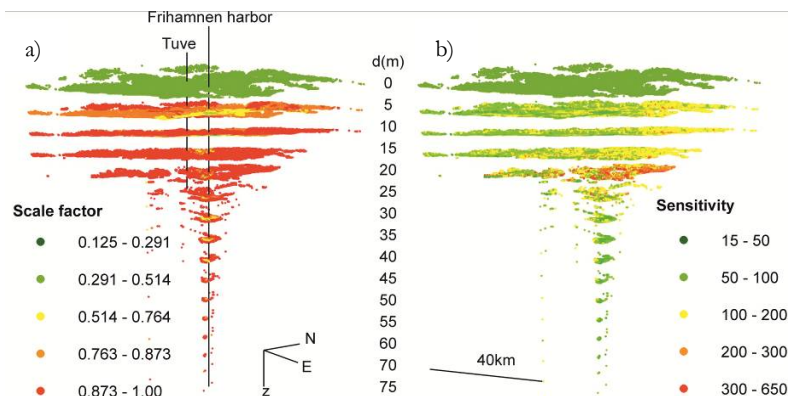 Frihamnen harbor
a)
Tuve
d(m)
b)
0
5
10
15
20
25
30
35
40
45
50
55
60
70
75
Scale factor
0.125 - 0.291
0.291 - 0.514
0.514 - 0.764
0.763 - 0.873
0.873 - 1.00
N
E
z
40km
Sensitivity
15 - 50
50 - 100
100 - 200
200 - 300
300 - 650